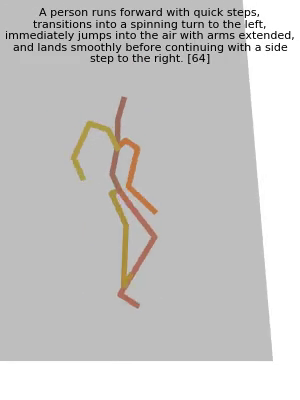 A person runs forward with quick steps,
transitions into a spinning turn to the left,
immediately jumps into the air with arms extended,
and lands smoothly before continuing with a side
step to the right. [64]